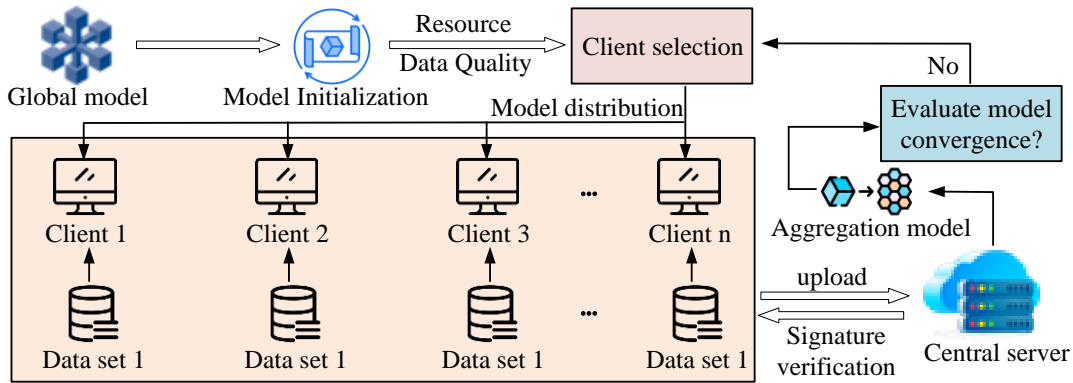 Global model
Model Initialization
Resource
Data Quality
Client selection
No
Evaluate model
convergence?
Model distribution
Client 1
Client 2
Client 3
...
Client n
Data set 1
Data set 1
Data set 1
...
Data set 1
Aggregation model
upload
Signature
verification
Central server